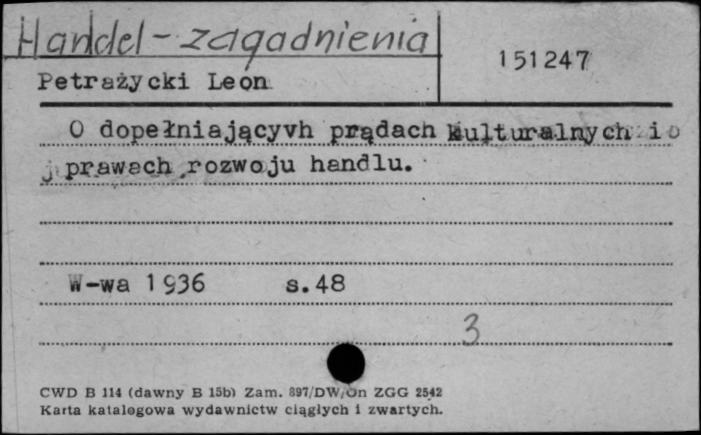 Handel - zagadnienia
151247
Petrażycki Leon
O dopełniającyvh prądach kulturalnych i o
prawach rozwoju handlu.
W-wa 1936 s. 48
3
CWD B 114 (dawny B 15b) Zam. 897/DW/On ZGG 2542
Karta katalogowa wydawnictw ciągłych i zwartych.